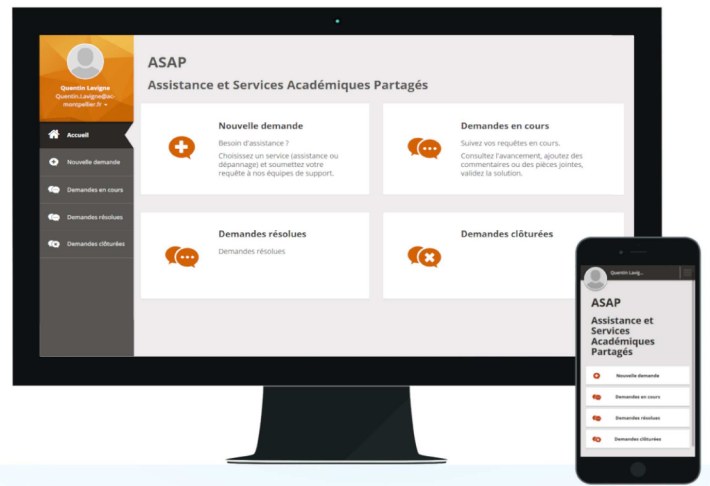 Quentin Lavigne
Quentin.Lavigne@ac-
montpellier.fr
Accueil
Nouvelle demande
Demandes en cours
Demandes résolues
Demandes clôturées
ASAP
Assistance et Services Académiques Partagés
Nouvelle demande
Besoin d'assistance ?
Choisissez un service (assistance ou
dépannage) et soumettez votre
requête à nos équipes de support.
Demandes en cours
Suivez vos requêtes en cours.
Consultez l'avancement, ajoutez des
commentaires ou des pièces jointes,
validez la solution.
Demandes résolues
Demandes résolues
Demandes clôturées
Quentin Lavig...
ASAP
Assistance et
Services
Académiques
Partagés
Nouvelle demande
Demandes en cours
Demandes résolues
Demandes clôturées